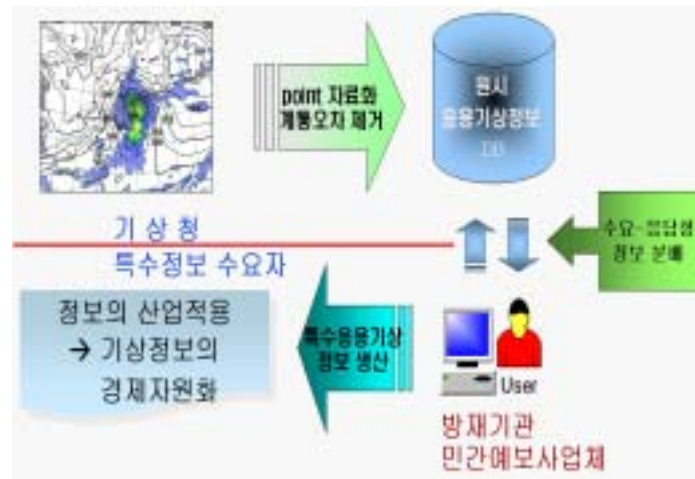 point 자료화
계통오차 제거
원시
응용기상정보
DB
기 상 청
특수정보 수요자
수요-응답형
정보 분배
정보의 산업적용
→ 기상정보의
경제자원화
특수응용기상
정보 생산
User
방재기관
민간예보사업체